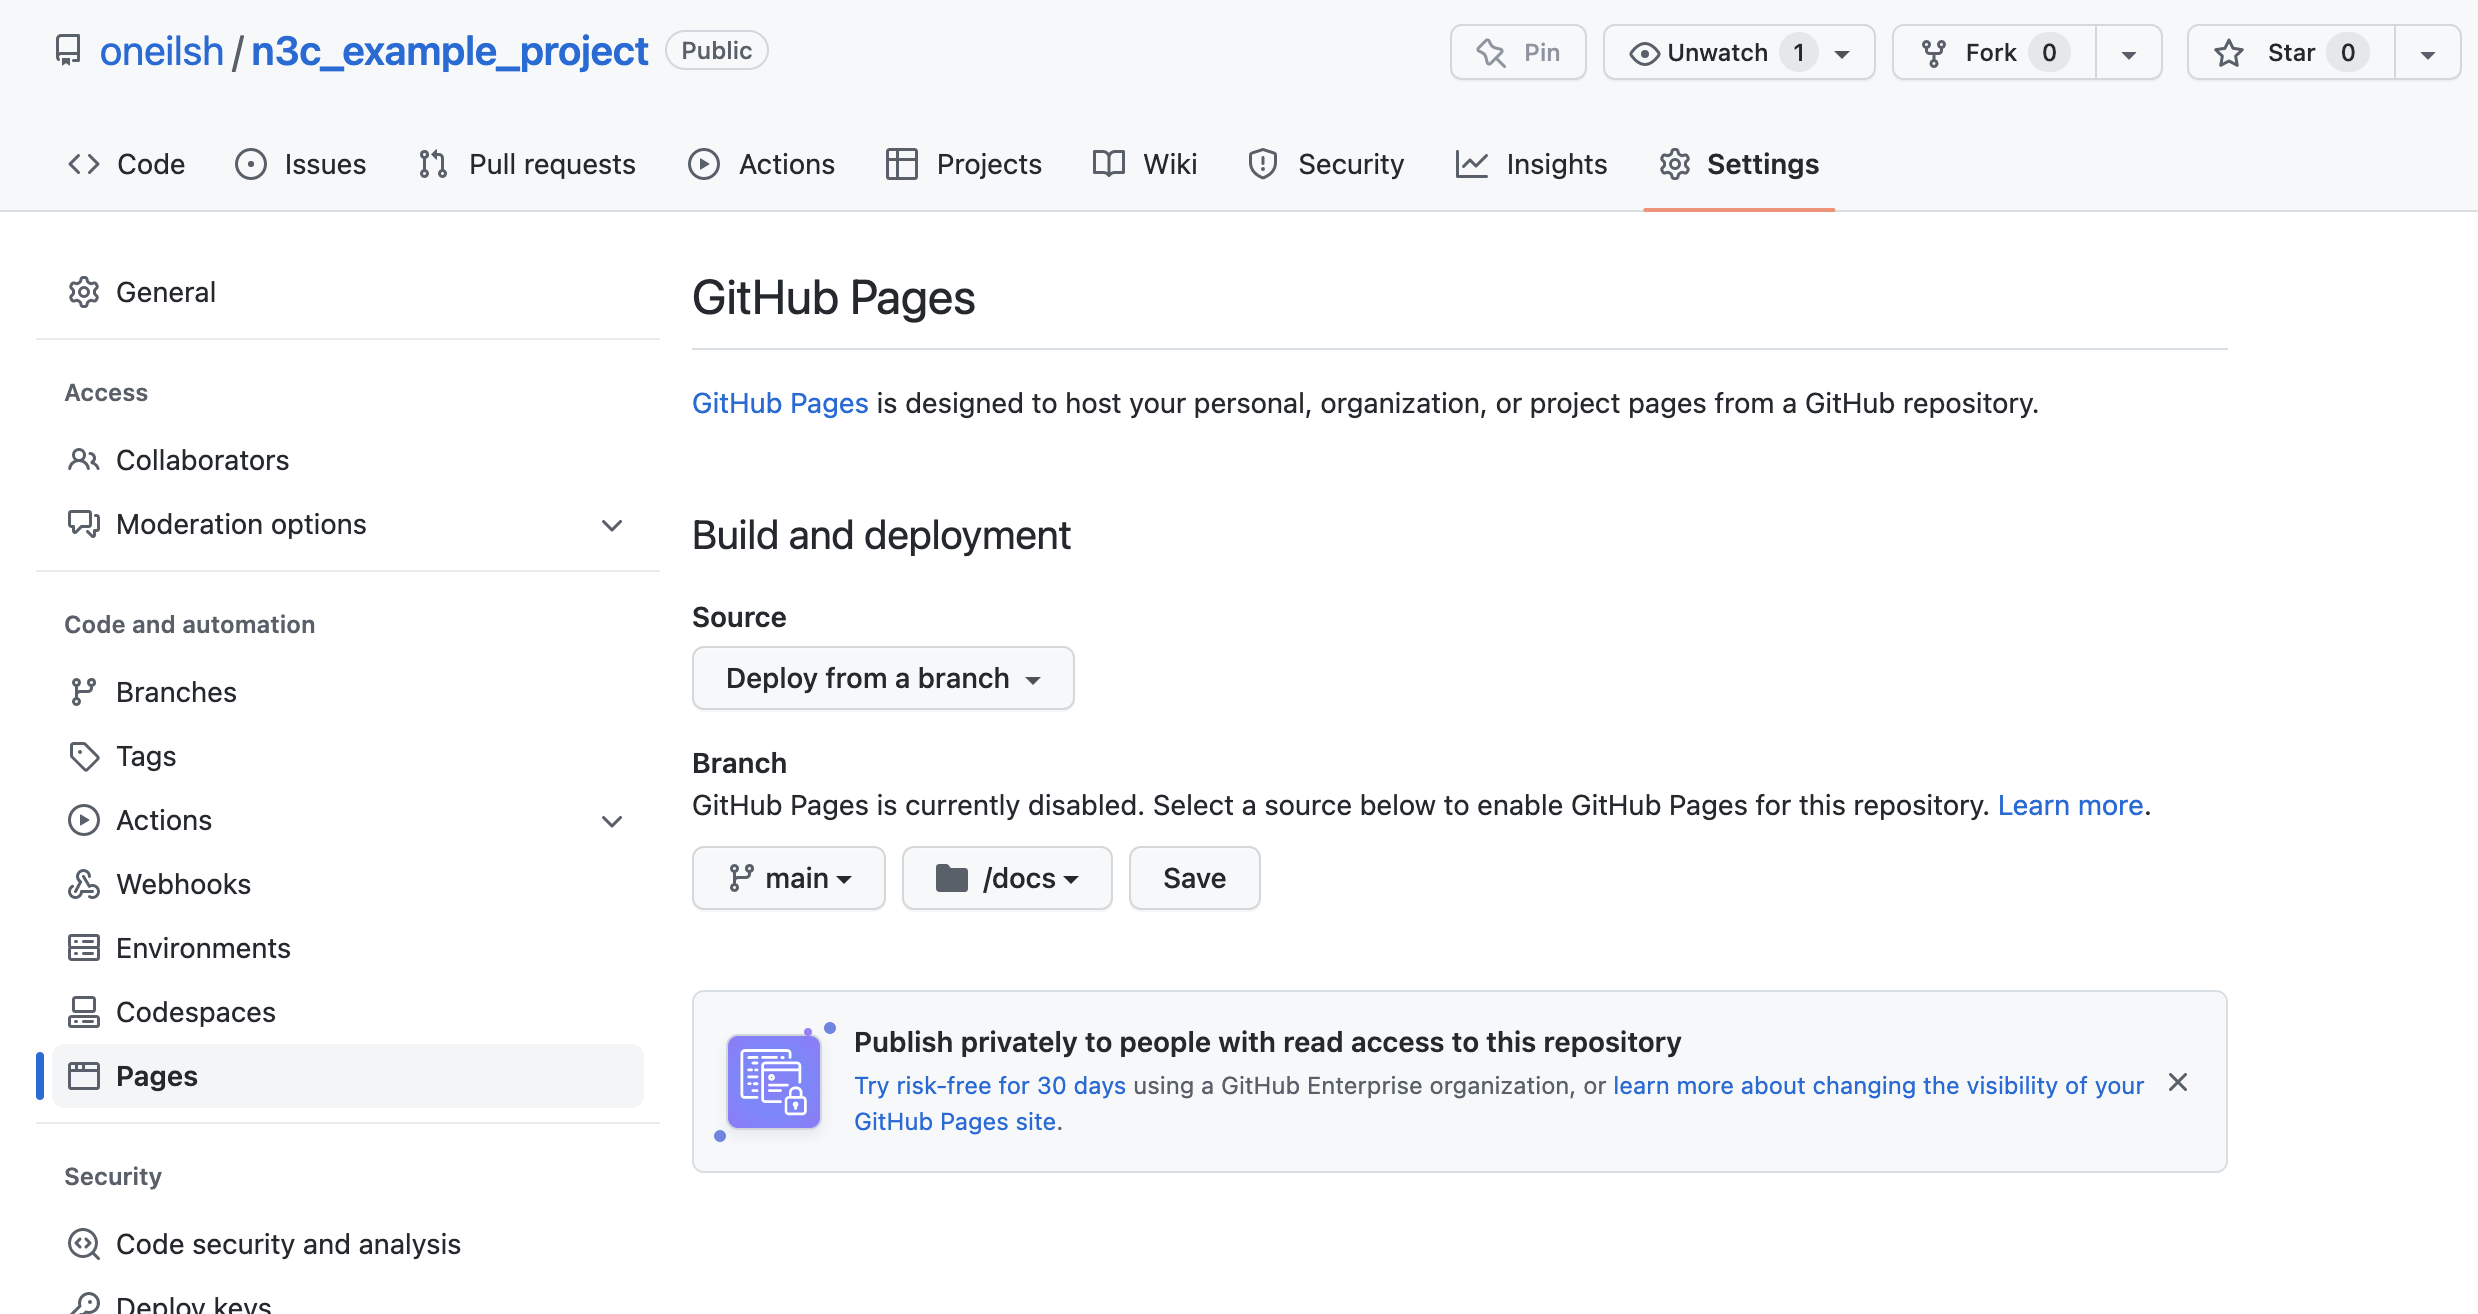 oneilsh / n3c_example_project Public
Pin Unwatch 1 Fork 0 Star 0
Code Issues Pull requests Actions Projects Wiki Security Insights Settings
General
Access
Collaborators
Moderation options
Code and automation
Branches
Tags
Actions
Webhooks
Environments
Codespaces
Pages
Security
Code security and analysis
Deploy keys
GitHub Pages
GitHub Pages is designed to host your personal, organization, or project pages from a GitHub repository.
Build and deployment
Source
Deploy from a branch
Branch
GitHub Pages is currently disabled. Select a source below to enable GitHub Pages for this repository. Learn more.
main /docs Save
Publish privately to people with read access to this repository
Try risk-free for 30 days using a GitHub Enterprise organization, or learn more about changing the visibility of your
GitHub Pages site.